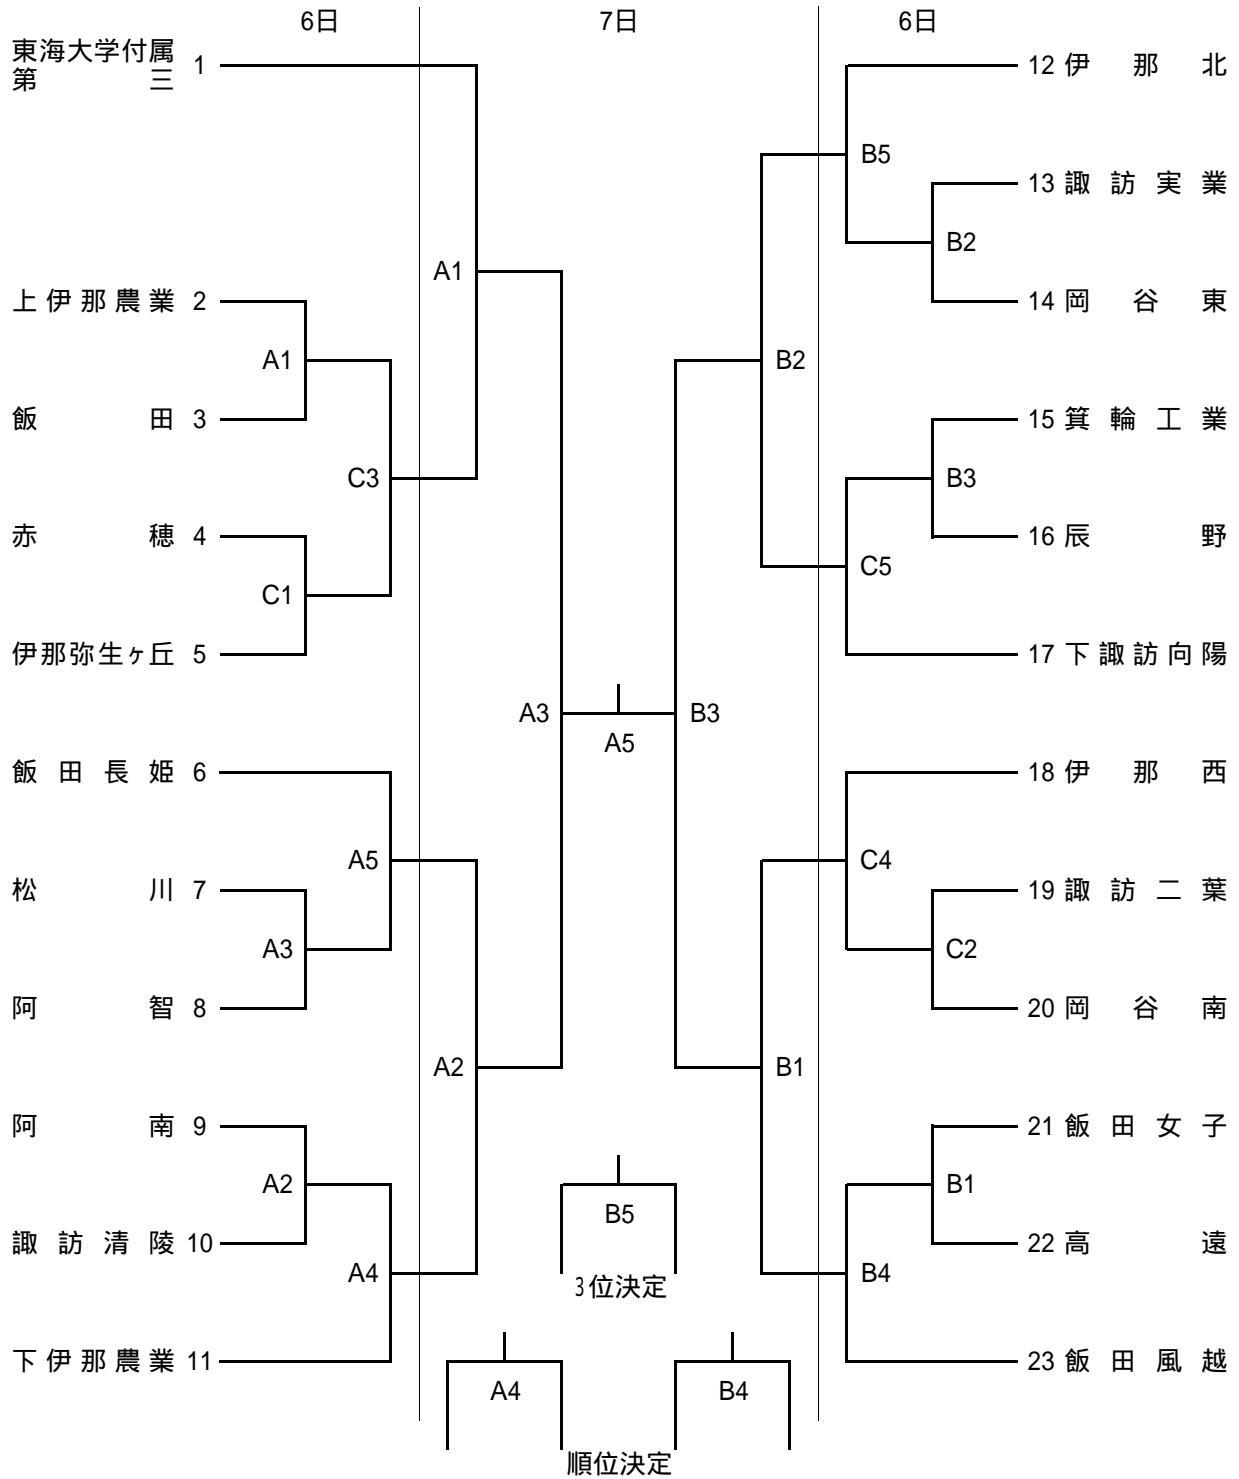 6日 7日 6日
東海大学付属
第三 1
12 伊那北
B5
13 諏訪実業
B2
A1
上伊那農業 2
14 岡谷東
A1
B2
飯田 3
15 箕輪工業
C3
B3
赤穂 4
16 辰野
C5
C1
伊那弥生ヶ丘 5
17 下諏訪向陽
A3 B3
A5
飯田長姫 6
18 伊那西
A5
C4
松川 7
19 諏訪二葉
A3
C2
阿智 8
20 岡谷南
A2
B1
阿南 9
21 飯田女子
A2
B1
B5
諏訪清陵 10
22 高遠
A4
B4
3位決定
下伊那農業 11
23 飯田風越
A4 B4
順位決定